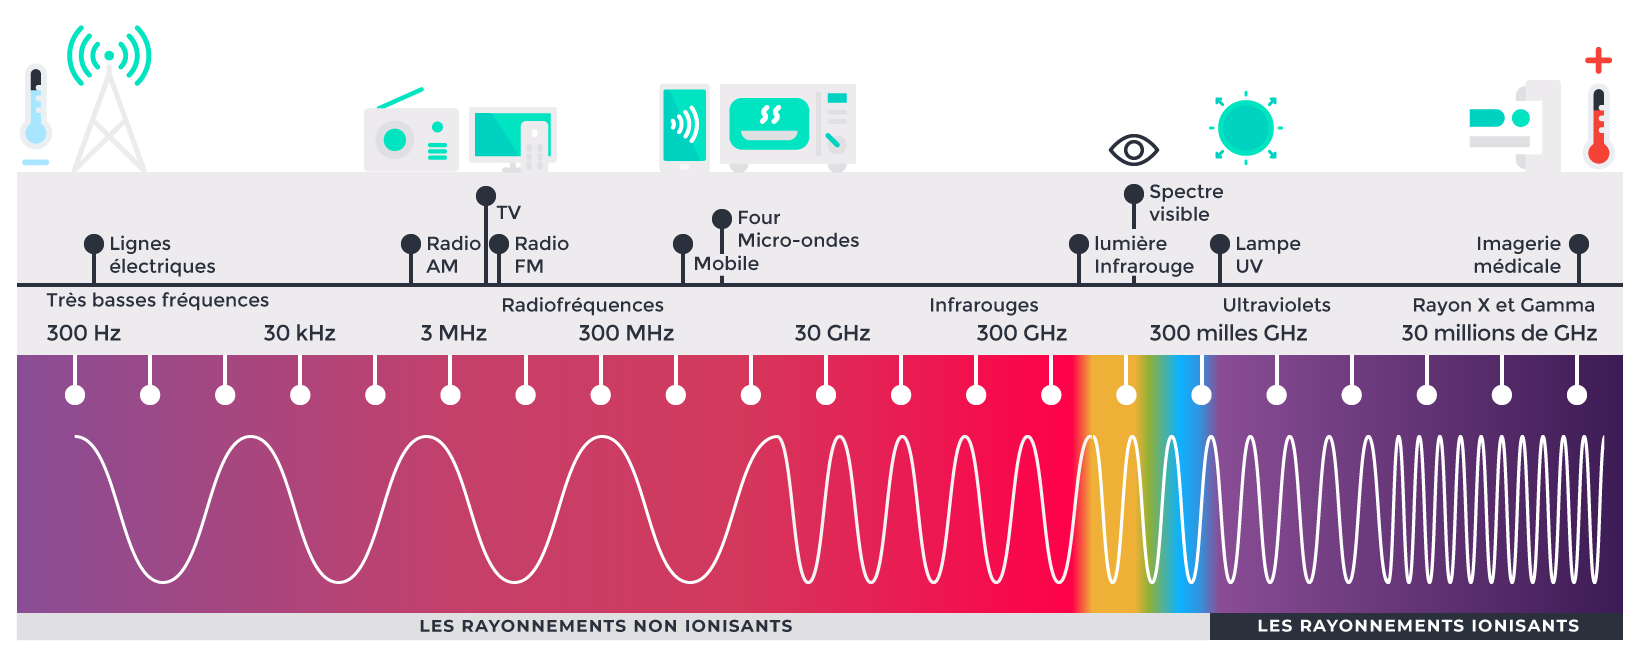 TV
Spectre
visible
Four
Micro-ondes
Lignes
électriques
Radio
AM
Radio
FM
Mobile
lumière
Infrarouge
Lampe
UV
Imagerie
médicale
Très basses fréquences
Radiofréquences
Infrarouges
Ultraviolets
Rayon X et Gamma
300 Hz
30 kHz
3 MHz
300 MHz
30 GHz
300 GHz
300 milles GHz
30 millions de GHz
LES RAYONNEMENTS NON IONISANTS
LES RAYONNEMENTS IONISANTS